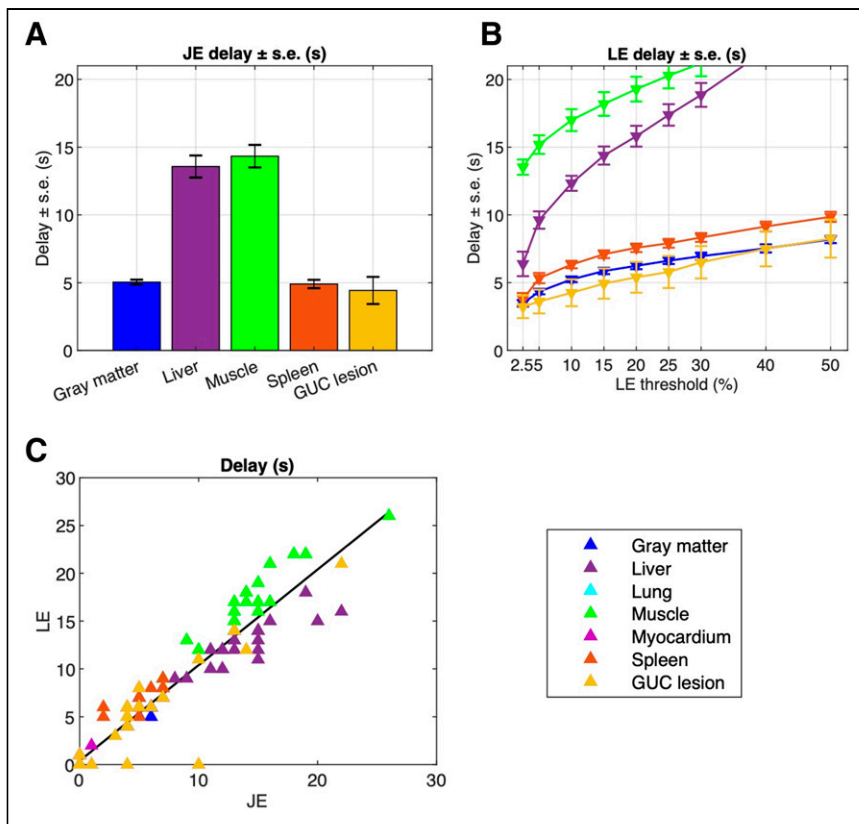 A
JE delay ± s.e. (s)
Delay ± s.e. (s)
20
15
10
5
0
Gray matter
Liver
Muscle
Spleen
GUC lesion
B
LE delay ± s.e. (s)
Delay ± s.e. (s)
20
15
10
5
0
2.55 10 15 20 25 30 40 50
LE threshold (%)
C
Delay (s)
LE
30
25
20
15
10
5
0
0 10 20 30
JE
Gray matter
Liver
Lung
Muscle
Myocardium
Spleen
GUC lesion